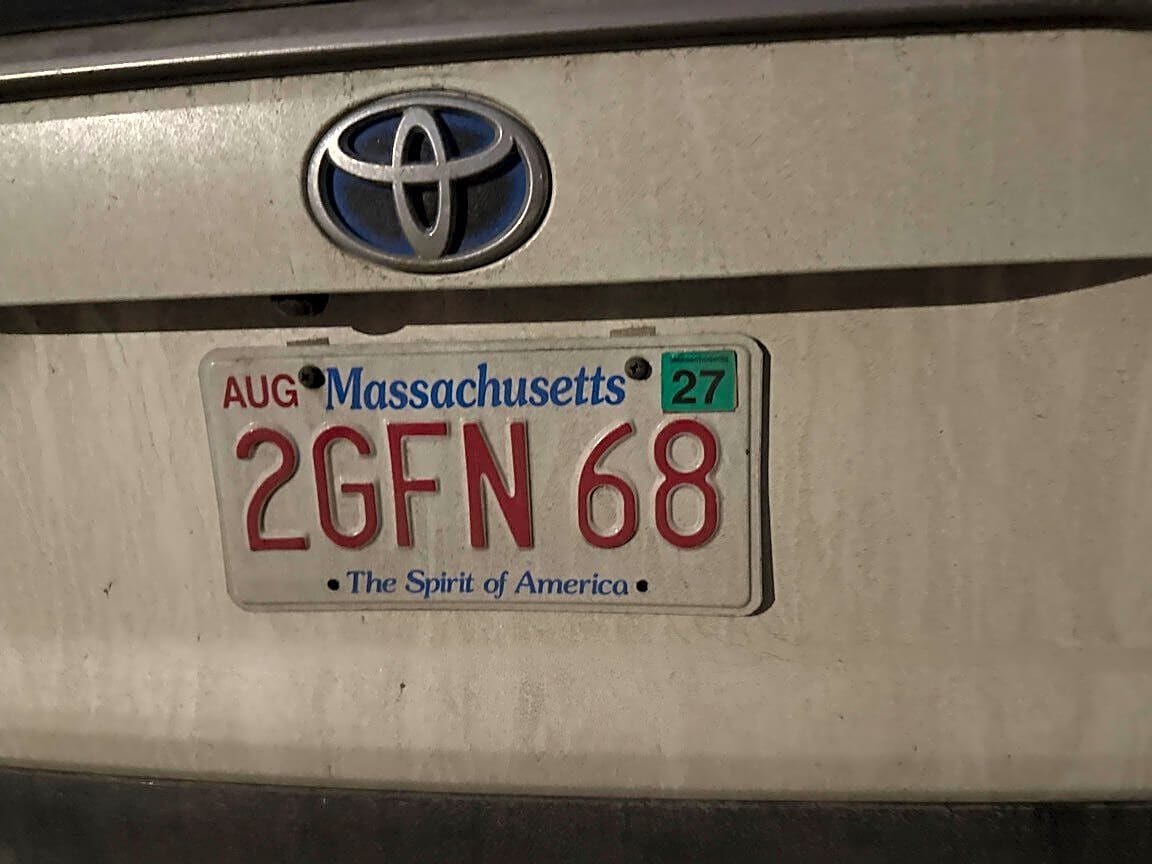 AUG Massachusetts 27
2GFN 68
The Spirit of America